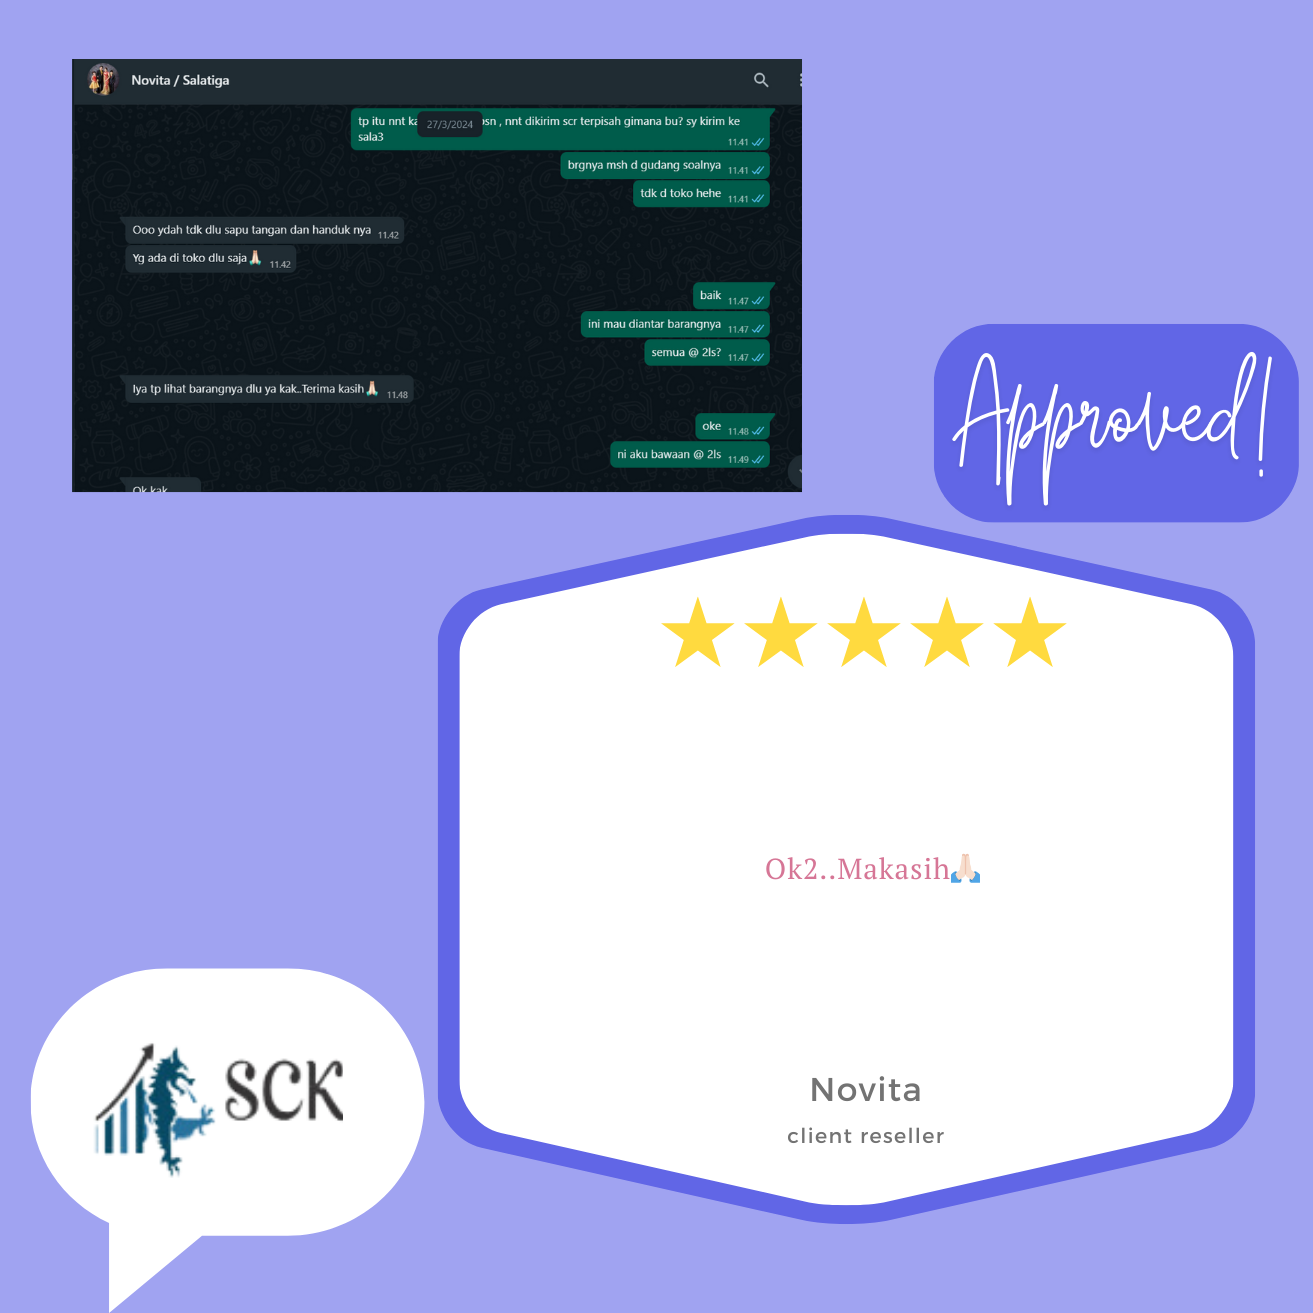 Novita / Salatiga
27/3/2024
tp itu nnt , nnt dikirim scr terpisah gimana bu? sy kirim ke
sala3
11.41
brgnya msh d gudang soalnya 11.41
tdk d toko hehe 11.41
Ooo ydah tdk dlu sapu tangan dan handuk nya 11.42
Yg ada di toko dlu saja🙏🏻 11.42
baik 11.47
ini mau diantar barangnya 11.47
semua @ 2ls? 11.47
Iya tp lihat barangnya dlu ya kak..Terima kasih🙏🏻 11.48
oke 11.48
ni aku bawaan @ 2ls 11.49
Ok kak
Approved!
Ok2..Makasih🙏🏻
Novita
client reseller
SCK